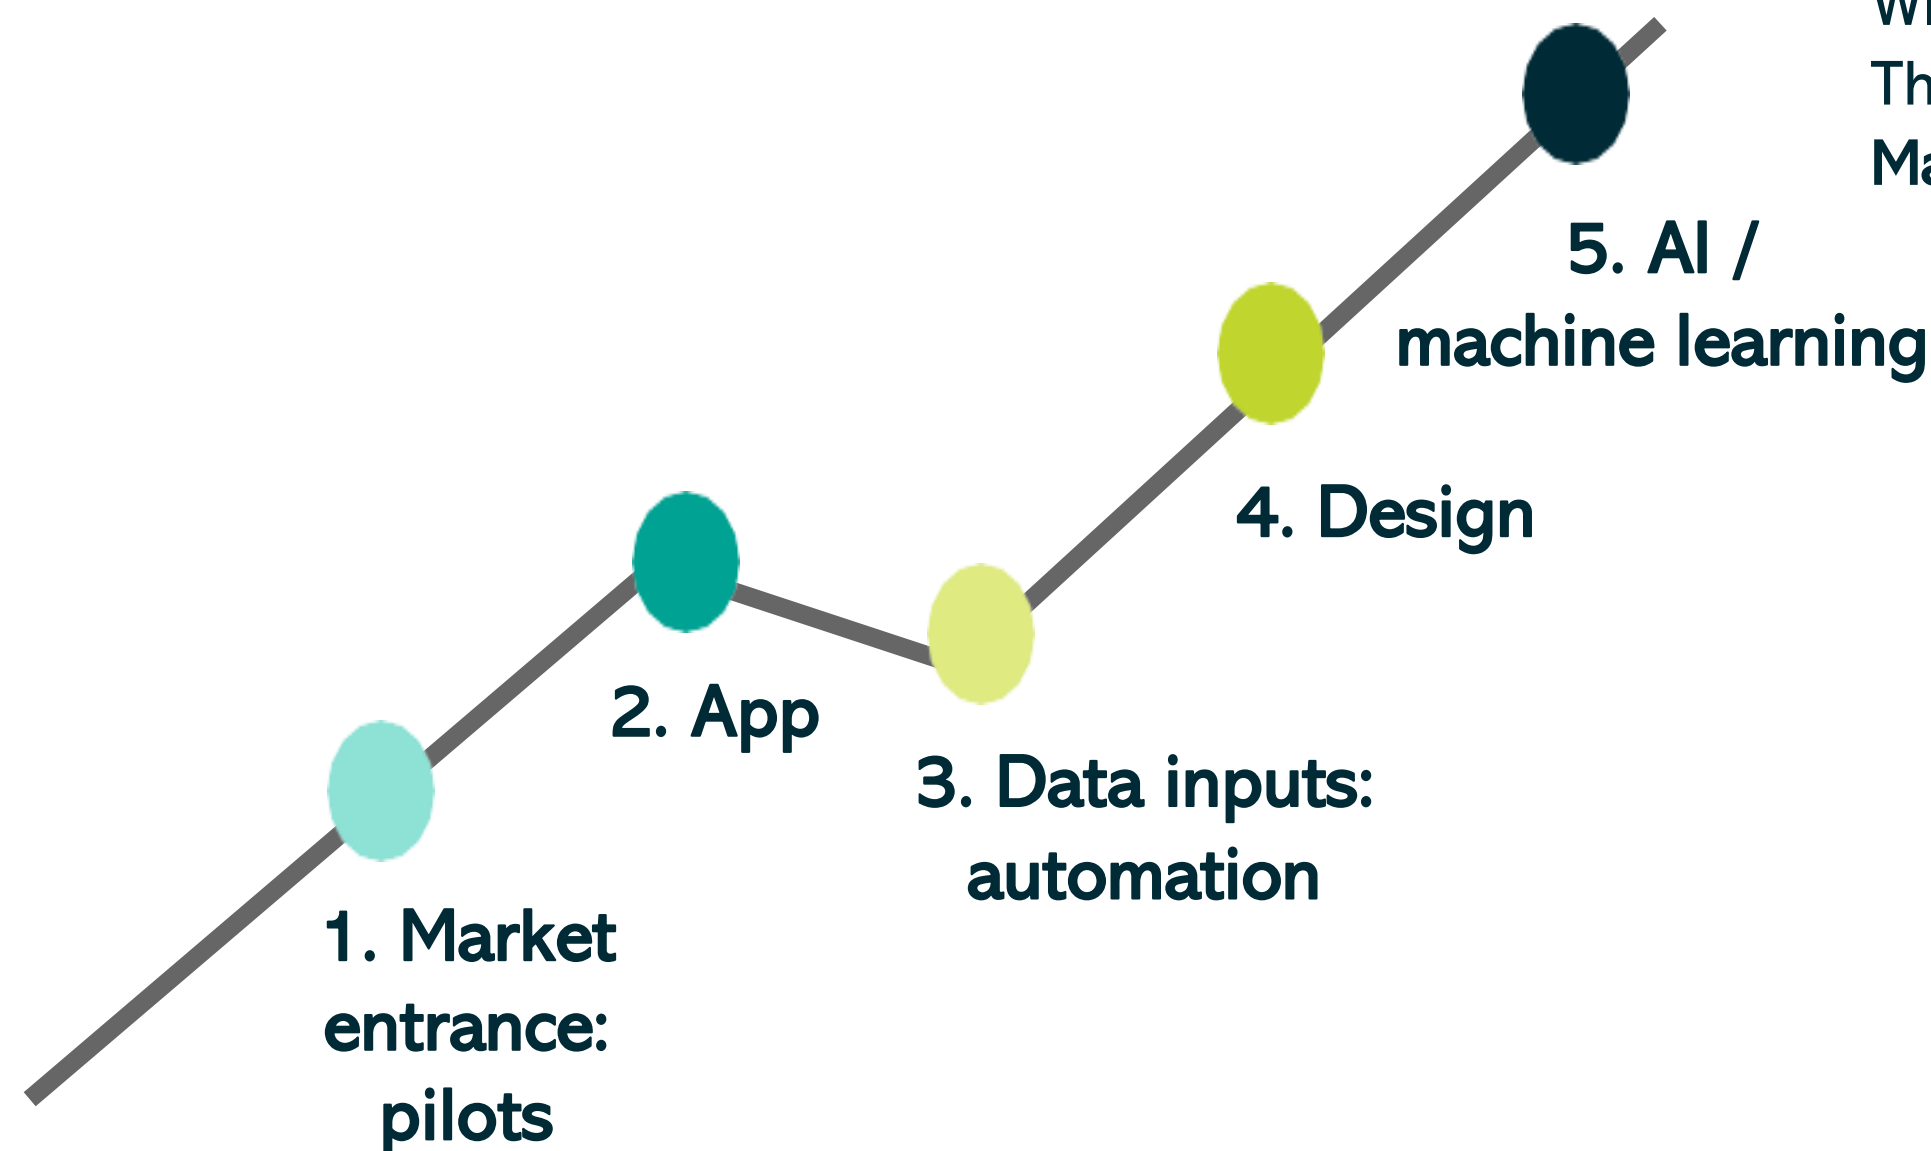 1. Market
entrance:
pilots
2. App
3. Data inputs:
automation
4. Design
5. AI /
machine learning